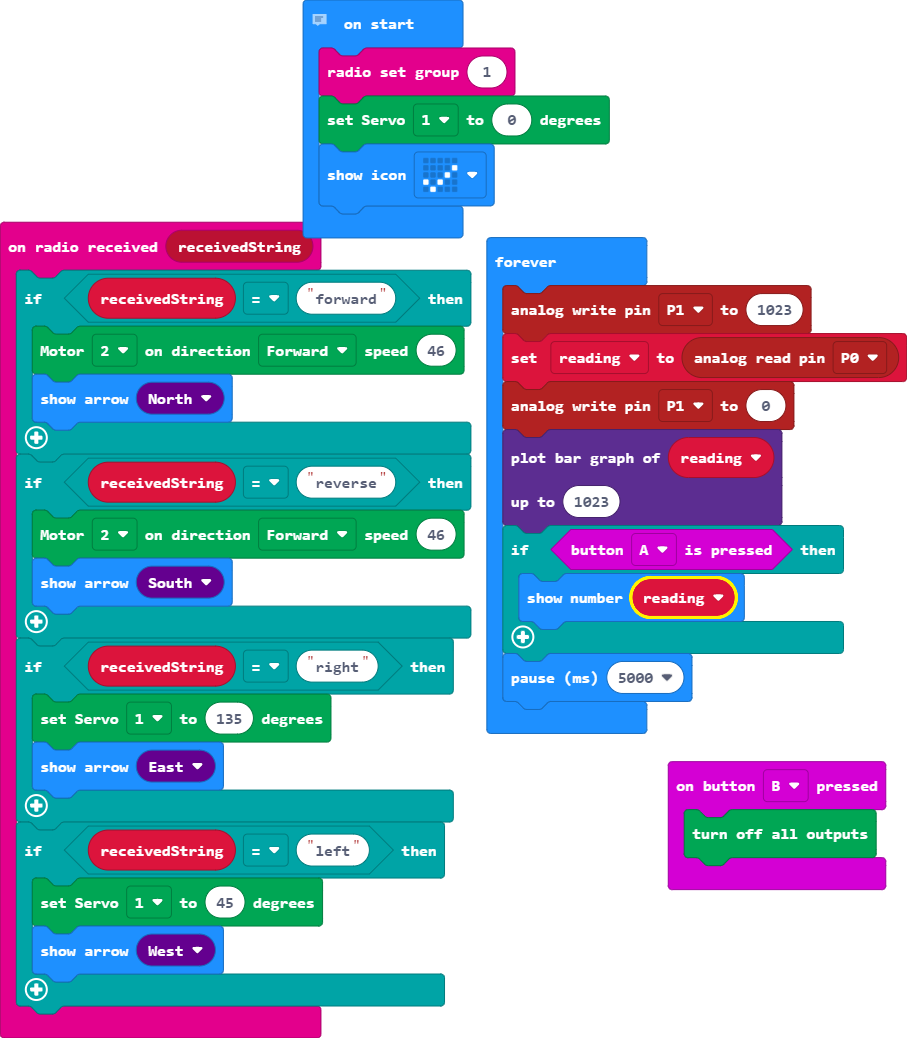 on start
radio set group 1
set Servo 1 to 0 degrees
show icon
on radio received receivedString
if receivedString = "forward" then
Motor 2 on direction Forward speed 46
show arrow North
if receivedString = "reverse" then
Motor 2 on direction Forward speed 46
show arrow South
if receivedString = "right" then
set Servo 1 to 135 degrees
show arrow East
if receivedString = "left" then
set Servo 1 to 45 degrees
show arrow West
forever
analog write pin P1 to 1023
set reading to analog read pin P0
analog write pin P1 to 0
plot bar graph of reading
up to 1023
if button A is pressed then
show number reading
pause (ms) 5000
on button B pressed
turn off all outputs